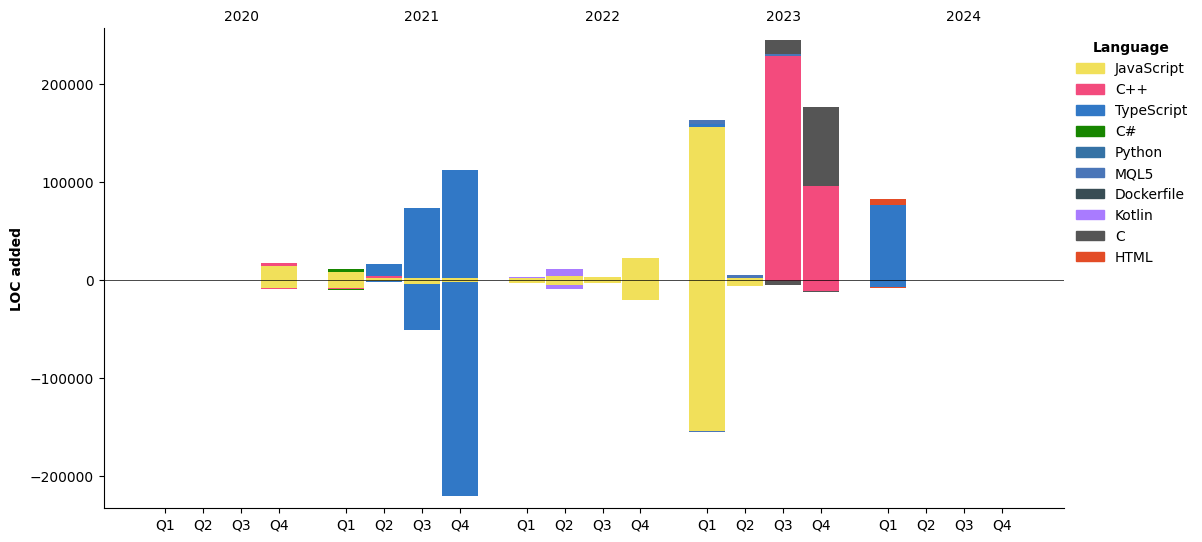 2020 2021 2022 2023 2024
Language
JavaScript
C++
TypeScript
C#
Python
MQL5
Dockerfile
Kotlin
C
HTML
LOC added
200000
100000
0
−100000
−200000
Q1 Q2 Q3 Q4 Q1 Q2 Q3 Q4 Q1 Q2 Q3 Q4 Q1 Q2 Q3 Q4 Q1 Q2 Q3 Q4